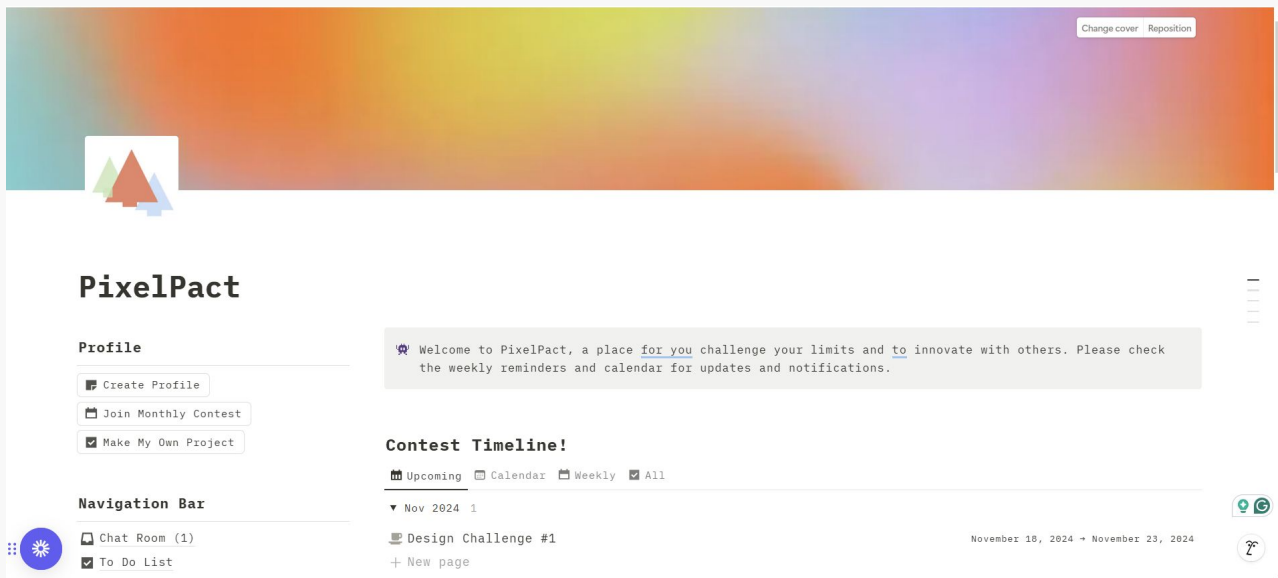 Change cover Reposition
PixelPact
Profile
Create Profile
Join Monthly Contest
Make My Own Project
Navigation Bar
Chat Room (1)
To Do List
Welcome to PixelPact, a place for you challenge your limits and to innovate with others. Please check
the weekly reminders and calendar for updates and notifications.
Contest Timeline!
Upcoming Calendar Weekly All
Nov 2024 1
Design Challenge #1 November 18, 2024 → November 23, 2024
+ New page